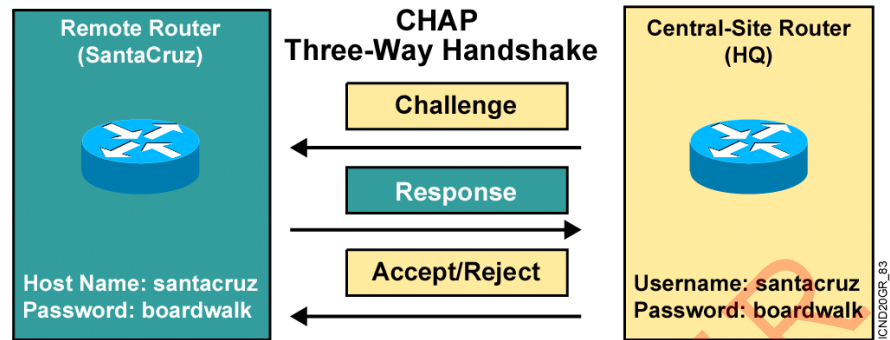 Remote Router
(SantaCruz)
CHAP
Three-Way Handshake
Central-Site Router
(HQ)
Challenge
Response
Accept/Reject
Host Name: santacruz
Password: boardwalk
Username: santacruz
Password: boardwalk
ICND20GR_83